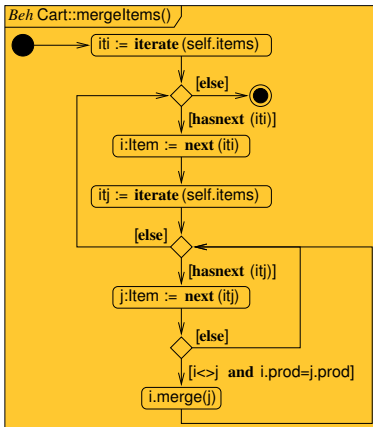 Beh Cart::mergeItems()
iti := iterate (self.items)
[else]
[hasnext (iti)]
i:Item := next (iti)
itj := iterate (self.items)
[else]
[hasnext (itj)]
j:Item := next (itj)
[else]
[i<>j and i.prod=j.prod]
i.merge(j)